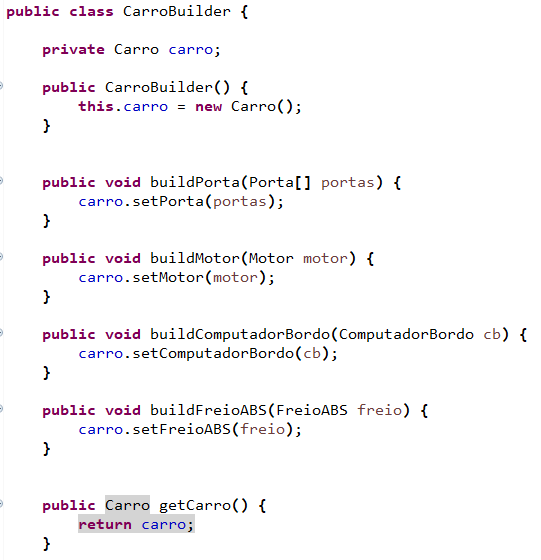 public class CarroBuilder {
private Carro carro;
public CarroBuilder() {
this.carro = new Carro();
}
public void buildPorta(Porta[] portas) {
carro.setPorta(portas);
}
public void buildMotor(Motor motor) {
carro.setMotor(motor);
}
public void buildComputadorBordo(ComputadorBordo cb) {
carro.setComputadorBordo(cb);
}
public void buildFreioABS(FreioABS freio) {
carro.setFreioABS(freio);
}
public Carro getCarro() {
return carro;
}